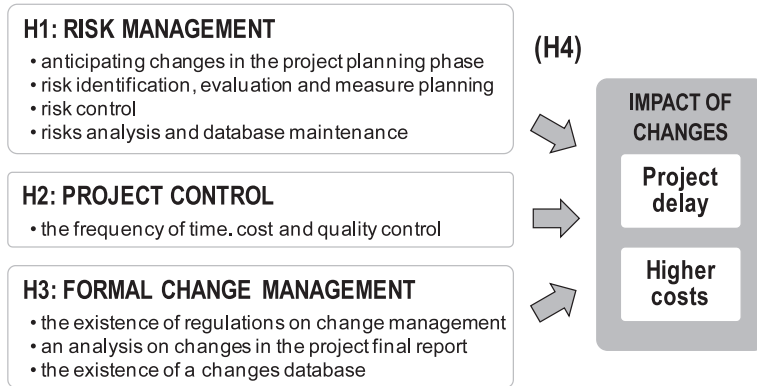 H1: RISK MANAGEMENT
• anticipating changes in the project planning phase
• risk identification, evaluation and measure planning
• risk control
• risks analysis and database maintenance
(H4)
H2: PROJECT CONTROL
• the frequency of time. cost and quality control
H3: FORMAL CHANGE MANAGEMENT
• the existence of regulations on change management
• an analysis on changes in the project final report
• the existence of a changes database
IMPACT OF
CHANGES
Project
delay
Higher
costs